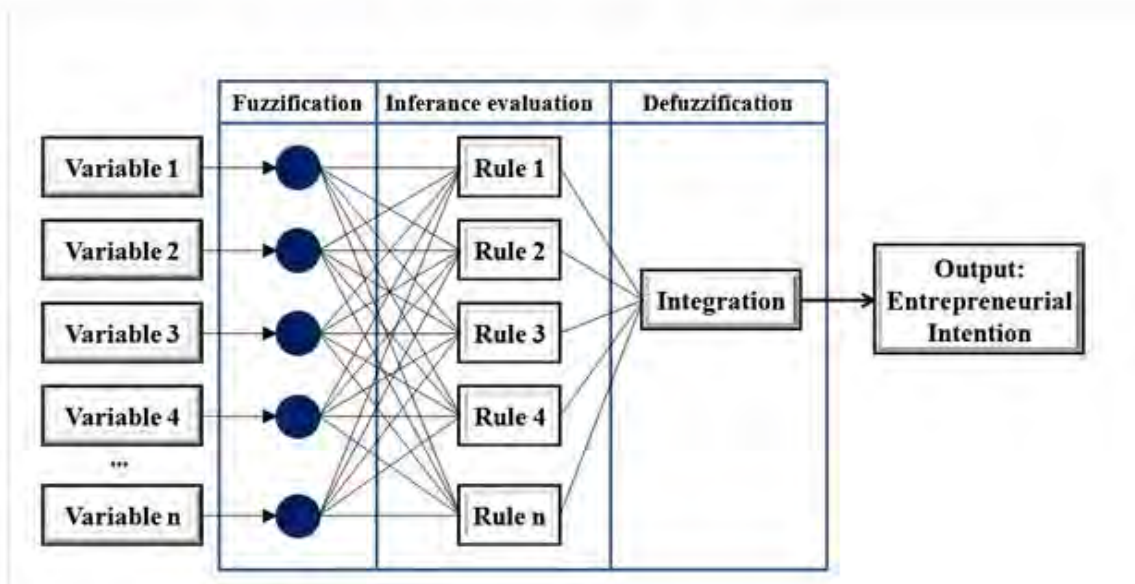 Fuzzification
Inferance evaluation
Defuzzification
Variable 1
Rule 1
Variable 2
Rule 2
Variable 3
Rule 3
Variable 4
Rule 4
...
Variable n
Rule n
Integration
Output:
Entrepreneurial
Intention